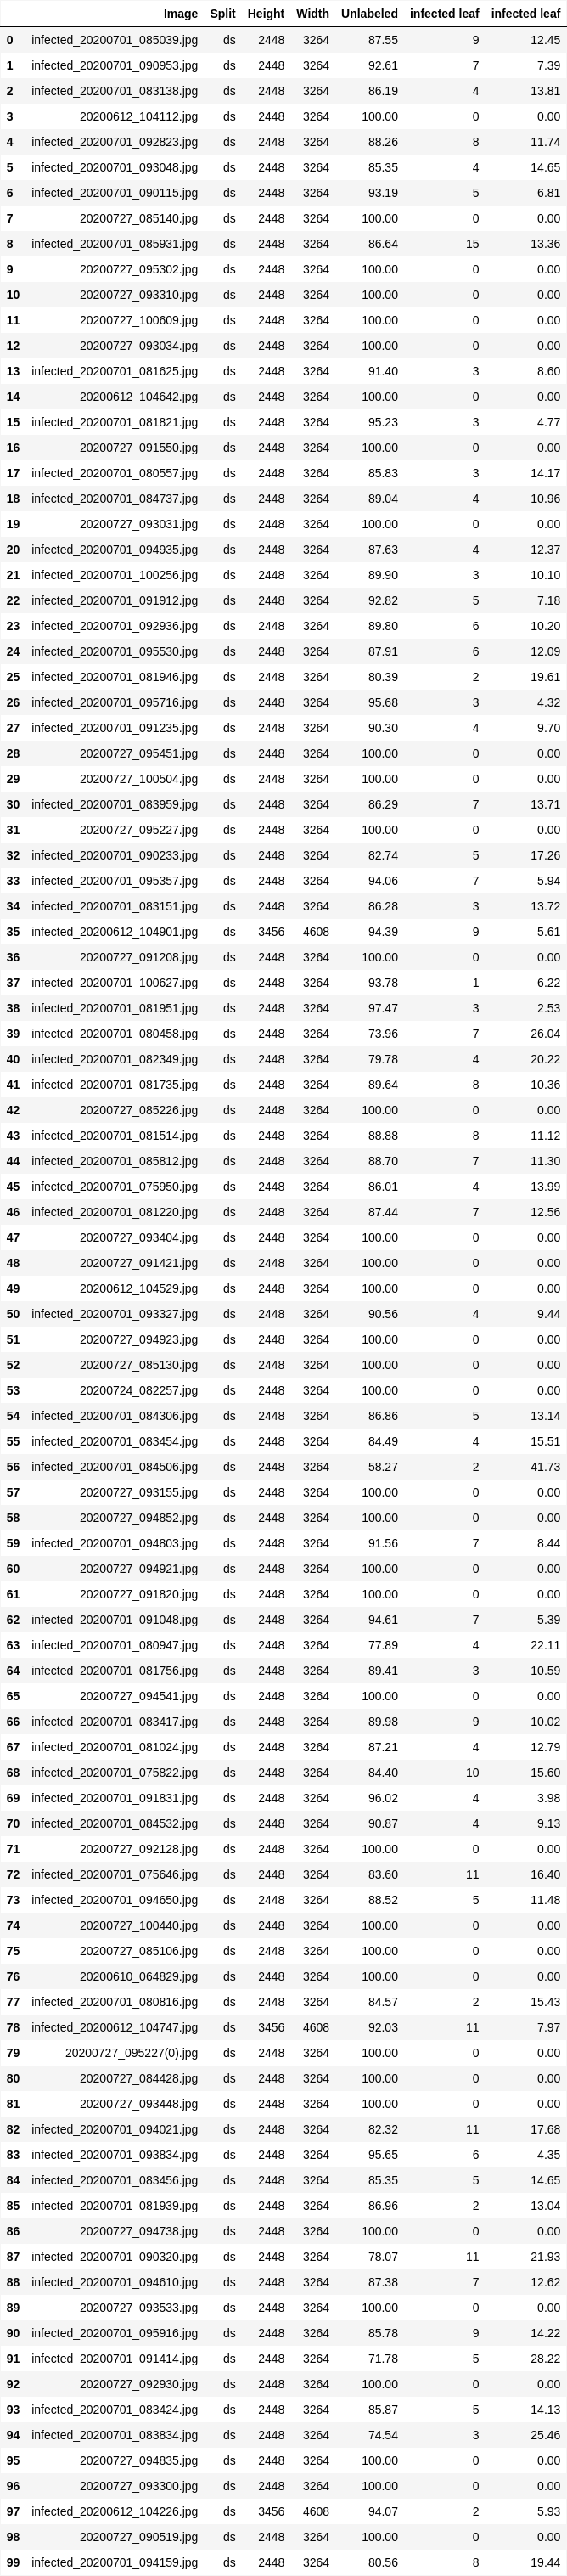 Image Split Height Width Unlabeled infected leaf infected leaf
0 infected_20200701_085039.jpg ds 2448 3264 87.55 9 12.45
1 infected_20200701_090953.jpg ds 2448 3264 92.61 7 7.39
2 infected_20200701_083138.jpg ds 2448 3264 86.19 4 13.81
3 20200612_104112.jpg ds 2448 3264 100.00 0 0.00
4 infected_20200701_092823.jpg ds 2448 3264 88.26 8 11.74
5 infected_20200701_093048.jpg ds 2448 3264 85.35 4 14.65
6 infected_20200701_090115.jpg ds 2448 3264 93.19 5 6.81
7 20200727_085140.jpg ds 2448 3264 100.00 0 0.00
8 infected_20200701_085931.jpg ds 2448 3264 86.64 15 13.36
9 20200727_095302.jpg ds 2448 3264 100.00 0 0.00
10 20200727_093310.jpg ds 2448 3264 100.00 0 0.00
11 20200727_100609.jpg ds 2448 3264 100.00 0 0.00
12 20200727_093034.jpg ds 2448 3264 100.00 0 0.00
13 infected_20200701_081625.jpg ds 2448 3264 91.40 3 8.60
14 20200612_104642.jpg ds 2448 3264 100.00 0 0.00
15 infected_20200701_081821.jpg ds 2448 3264 95.23 3 4.77
16 20200727_091550.jpg ds 2448 3264 100.00 0 0.00
17 infected_20200701_080557.jpg ds 2448 3264 85.83 3 14.17
18 infected_20200701_084737.jpg ds 2448 3264 89.04 4 10.96
19 20200727_093031.jpg ds 2448 3264 100.00 0 0.00
20 infected_20200701_094935.jpg ds 2448 3264 87.63 4 12.37
21 infected_20200701_100256.jpg ds 2448 3264 89.90 3 10.10
22 infected_20200701_091912.jpg ds 2448 3264 92.82 5 7.18
23 infected_20200701_092936.jpg ds 2448 3264 89.80 6 10.20
24 infected_20200701_095530.jpg ds 2448 3264 87.91 6 12.09
25 infected_20200701_081946.jpg ds 2448 3264 80.39 2 19.61
26 infected_20200701_095716.jpg ds 2448 3264 95.68 3 4.32
27 infected_20200701_091235.jpg ds 2448 3264 90.30 4 9.70
28 20200727_095451.jpg ds 2448 3264 100.00 0 0.00
29 20200727_100504.jpg ds 2448 3264 100.00 0 0.00
30 infected_20200701_083959.jpg ds 2448 3264 86.29 7 13.71
31 20200727_095227.jpg ds 2448 3264 100.00 0 0.00
32 infected_20200701_090233.jpg ds 2448 3264 82.74 5 17.26
33 infected_20200701_095357.jpg ds 2448 3264 94.06 7 5.94
34 infected_20200701_083151.jpg ds 2448 3264 86.28 3 13.72
35 infected_20200612_104901.jpg ds 3456 4608 94.39 9 5.61
36 20200727_091208.jpg ds 2448 3264 100.00 0 0.00
37 infected_20200701_100627.jpg ds 2448 3264 93.78 1 6.22
38 infected_20200701_081951.jpg ds 2448 3264 97.47 3 2.53
39 infected_20200701_080458.jpg ds 2448 3264 73.96 7 26.04
40 infected_20200701_082349.jpg ds 2448 3264 79.78 4 20.22
41 infected_20200701_081735.jpg ds 2448 3264 89.64 8 10.36
42 20200727_085226.jpg ds 2448 3264 100.00 0 0.00
43 infected_20200701_081514.jpg ds 2448 3264 88.88 8 11.12
44 infected_20200701_085812.jpg ds 2448 3264 88.70 7 11.30
45 infected_20200701_075950.jpg ds 2448 3264 86.01 4 13.99
46 infected_20200701_081220.jpg ds 2448 3264 87.44 7 12.56
47 20200727_093404.jpg ds 2448 3264 100.00 0 0.00
48 20200727_091421.jpg ds 2448 3264 100.00 0 0.00
49 20200612_104529.jpg ds 2448 3264 100.00 0 0.00
50 infected_20200701_093327.jpg ds 2448 3264 90.56 4 9.44
51 20200727_094923.jpg ds 2448 3264 100.00 0 0.00
52 20200727_085130.jpg ds 2448 3264 100.00 0 0.00
53 20200724_082257.jpg ds 2448 3264 100.00 0 0.00
54 infected_20200701_084306.jpg ds 2448 3264 86.86 5 13.14
55 infected_20200701_083454.jpg ds 2448 3264 84.49 4 15.51
56 infected_20200701_084506.jpg ds 2448 3264 58.27 2 41.73
57 20200727_093155.jpg ds 2448 3264 100.00 0 0.00
58 20200727_094852.jpg ds 2448 3264 100.00 0 0.00
59 infected_20200701_094803.jpg ds 2448 3264 91.56 7 8.44
60 20200727_094921.jpg ds 2448 3264 100.00 0 0.00
61 20200727_091820.jpg ds 2448 3264 100.00 0 0.00
62 infected_20200701_091048.jpg ds 2448 3264 94.61 7 5.39
63 infected_20200701_080947.jpg ds 2448 3264 77.89 4 22.11
64 infected_20200701_081756.jpg ds 2448 3264 89.41 3 10.59
65 20200727_094541.jpg ds 2448 3264 100.00 0 0.00
66 infected_20200701_083417.jpg ds 2448 3264 89.98 9 10.02
67 infected_20200701_081024.jpg ds 2448 3264 87.21 4 12.79
68 infected_20200701_075822.jpg ds 2448 3264 84.40 10 15.60
69 infected_20200701_091831.jpg ds 2448 3264 96.02 4 3.98
70 infected_20200701_084532.jpg ds 2448 3264 90.87 4 9.13
71 20200727_092128.jpg ds 2448 3264 100.00 0 0.00
72 infected_20200701_075646.jpg ds 2448 3264 83.60 11 16.40
73 infected_20200701_094650.jpg ds 2448 3264 88.52 5 11.48
74 20200727_100440.jpg ds 2448 3264 100.00 0 0.00
75 20200727_085106.jpg ds 2448 3264 100.00 0 0.00
76 20200610_064829.jpg ds 2448 3264 100.00 0 0.00
77 infected_20200701_080816.jpg ds 2448 3264 84.57 2 15.43
78 infected_20200612_104747.jpg ds 3456 4608 92.03 11 7.97
79 20200727_095227(0).jpg ds 2448 3264 100.00 0 0.00
80 20200727_084428.jpg ds 2448 3264 100.00 0 0.00
81 20200727_093448.jpg ds 2448 3264 100.00 0 0.00
82 infected_20200701_094021.jpg ds 2448 3264 82.32 11 17.68
83 infected_20200701_093834.jpg ds 2448 3264 95.65 6 4.35
84 infected_20200701_083456.jpg ds 2448 3264 85.35 5 14.65
85 infected_20200701_081939.jpg ds 2448 3264 86.96 2 13.04
86 20200727_094738.jpg ds 2448 3264 100.00 0 0.00
87 infected_20200701_090320.jpg ds 2448 3264 78.07 11 21.93
88 infected_20200701_094610.jpg ds 2448 3264 87.38 7 12.62
89 20200727_093533.jpg ds 2448 3264 100.00 0 0.00
90 infected_20200701_095916.jpg ds 2448 3264 85.78 9 14.22
91 infected_20200701_091414.jpg ds 2448 3264 71.78 5 28.22
92 20200727_092930.jpg ds 2448 3264 100.00 0 0.00
93 infected_20200701_083424.jpg ds 2448 3264 85.87 5 14.13
94 infected_20200701_083834.jpg ds 2448 3264 74.54 3 25.46
95 20200727_094835.jpg ds 2448 3264 100.00 0 0.00
96 20200727_093300.jpg ds 2448 3264 100.00 0 0.00
97 infected_20200612_104226.jpg ds 3456 4608 94.07 2 5.93
98 20200727_090519.jpg ds 2448 3264 100.00 0 0.00
99 infected_20200701_094159.jpg ds 2448 3264 80.56 8 19.44